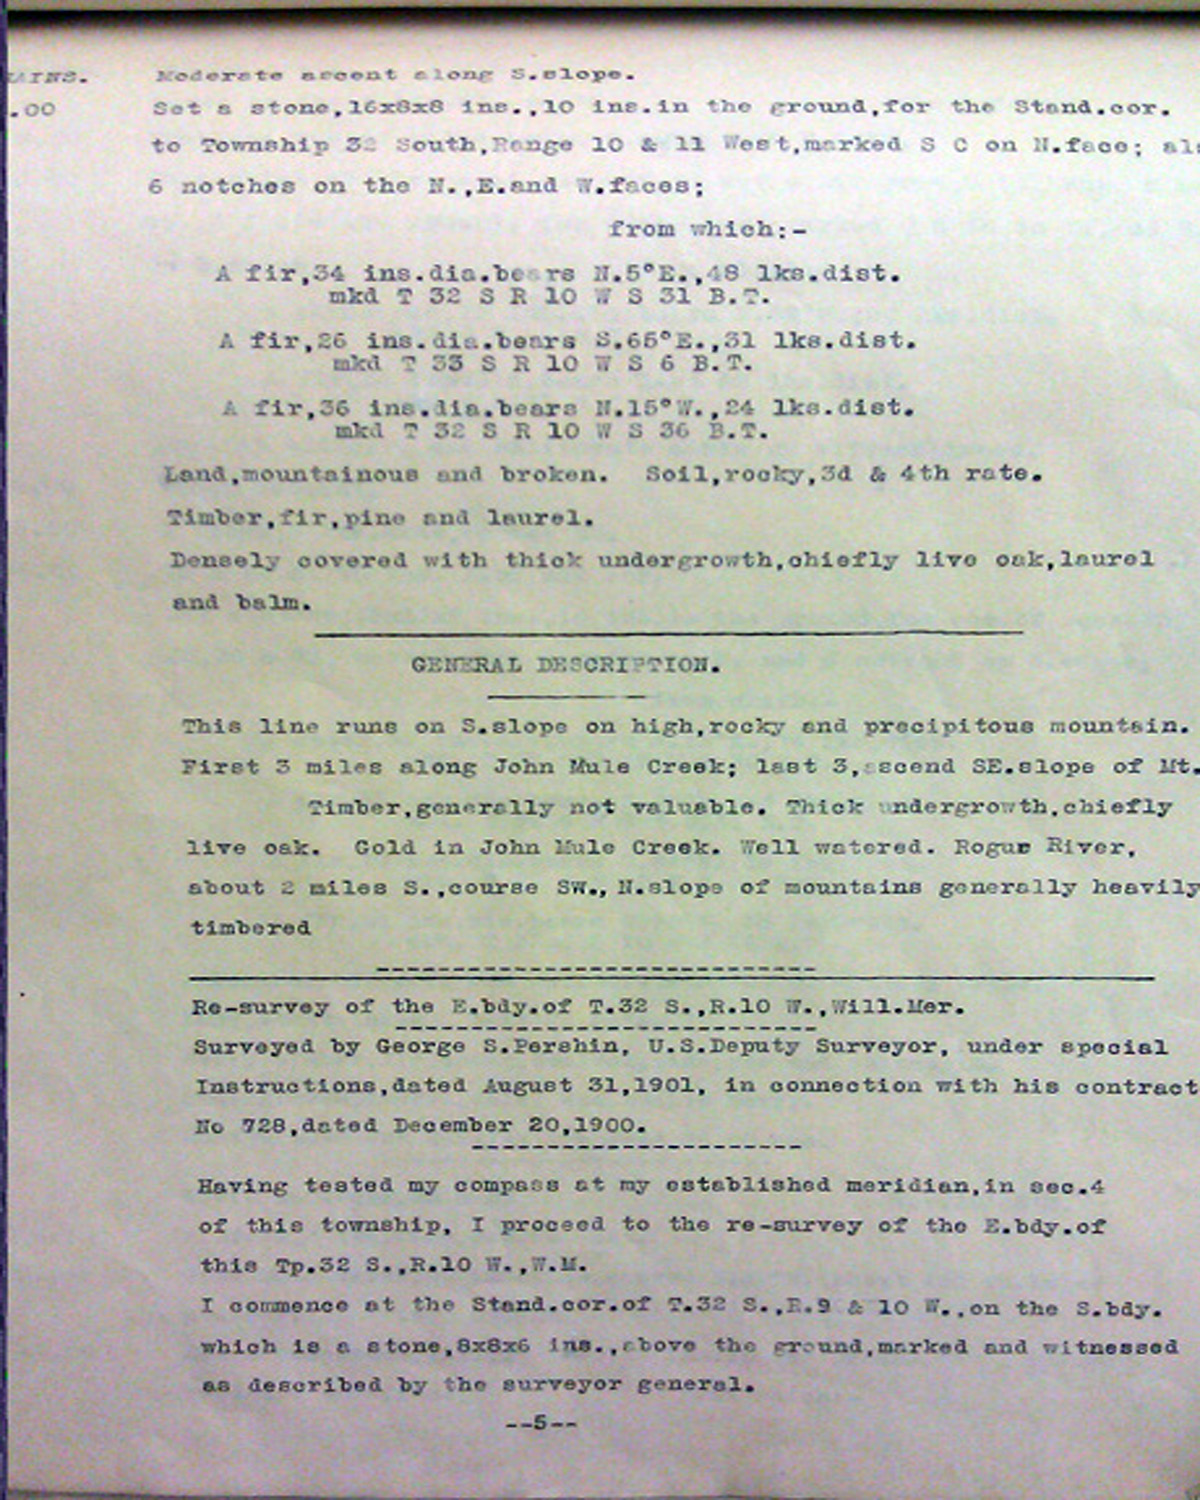 AINS. Moderate ascent along S.slope.
.00 Set a stone,16x8x8 ins.,10 ins.in the ground,for the Stand.cor.
to Township 32 South,Range 10 & 11 West,marked S C on N.face; als
6 notches on the N.,E.and W.faces;
from which:-
A fir,34 ins.dia.bears N.5°E.,48 lks.dist.
mkd T 32 S R 10 W S 31 B.T.
A fir,26 ins.dia.bears S.65°E.,31 lks.dist.
mkd T 33 S R 10 W S 6 B.T.
A fir,36 ins.dia.bears N.15°W.,24 lks.dist.
mkd T 32 S R 10 W S 36 B.T.
Land,mountainous and broken. Soil,rocky,3d & 4th rate.
Timber,fir,pine and laurel.
Densely covered with thick undergrowth,chiefly live oak,laurel
and balm.
GENERAL DESCRIPTION.
This line runs on S.slope on high,rocky and precipitous mountain.
First 3 miles along John Mule Creek; last 3,ascend SE.slope of Mt.
Timber,generally not valuable. Thick undergrowth,chiefly
live oak. Gold in John Mule Creek. Well watered. Rogue River,
about 2 miles S.,course SW., N.slope of mountains generally heavily
timbered
Re-survey of the E.bdy.of T.32 S.,R.10 W.,Will.Mer.
Surveyed by George S.Pershin, U.S.Deputy Surveyor, under special
Instructions,dated August 31,1901, in connection with his contract
No 728,dated December 20,1900.
Having tested my compass at my established meridian,in sec.4
of this township, I proceed to the re-survey of the E.bdy.of
this Tp.32 S.,R.10 W.,W.M.
I commence at the Stand.cor.of T.32 S.,R.9 & 10 W.,on the S.bdy.
which is a stone,8x8x6 ins.,above the ground,marked and witnessed
as described by the surveyor general.
--5--